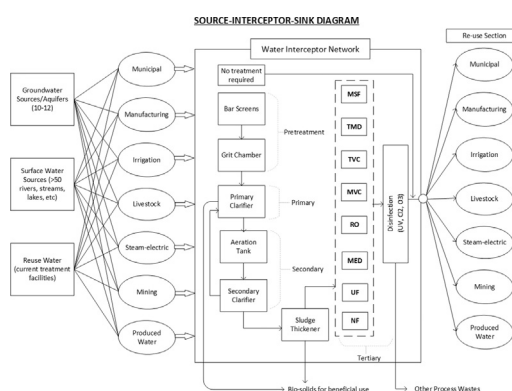 SOURCE-INTERCEPTOR-SINK DIAGRAM
Groundwater
Sources/Aquifers
(10-12)
Surface Water
Sources (>50
rivers, streams,
lakes, etc)
Reuse Water
(current treatment
facilities)
Municipal
Manufacturing
Irrigation
Livestock
Steam-electric
Mining
Produced
Water
Water Interceptor Network
No treatment
required
Bar Screens
Grit Chamber
Pretreatment
Primary
Clarifier
Primary
Aeration
Tank
Secondary
Secondary
Clarifier
Sludge
Thickener
MSF
TMD
TVC
MVC
RO
MED
UF
NF
Tertiary
Disinfection
(UV, Cl2, O3)
Bio-solids for beneficial use
Other Process Wastes
Re-use Section
Municipal
Manufacturing
Irrigation
Livestock
Steam-electric
Mining
Produced
Water